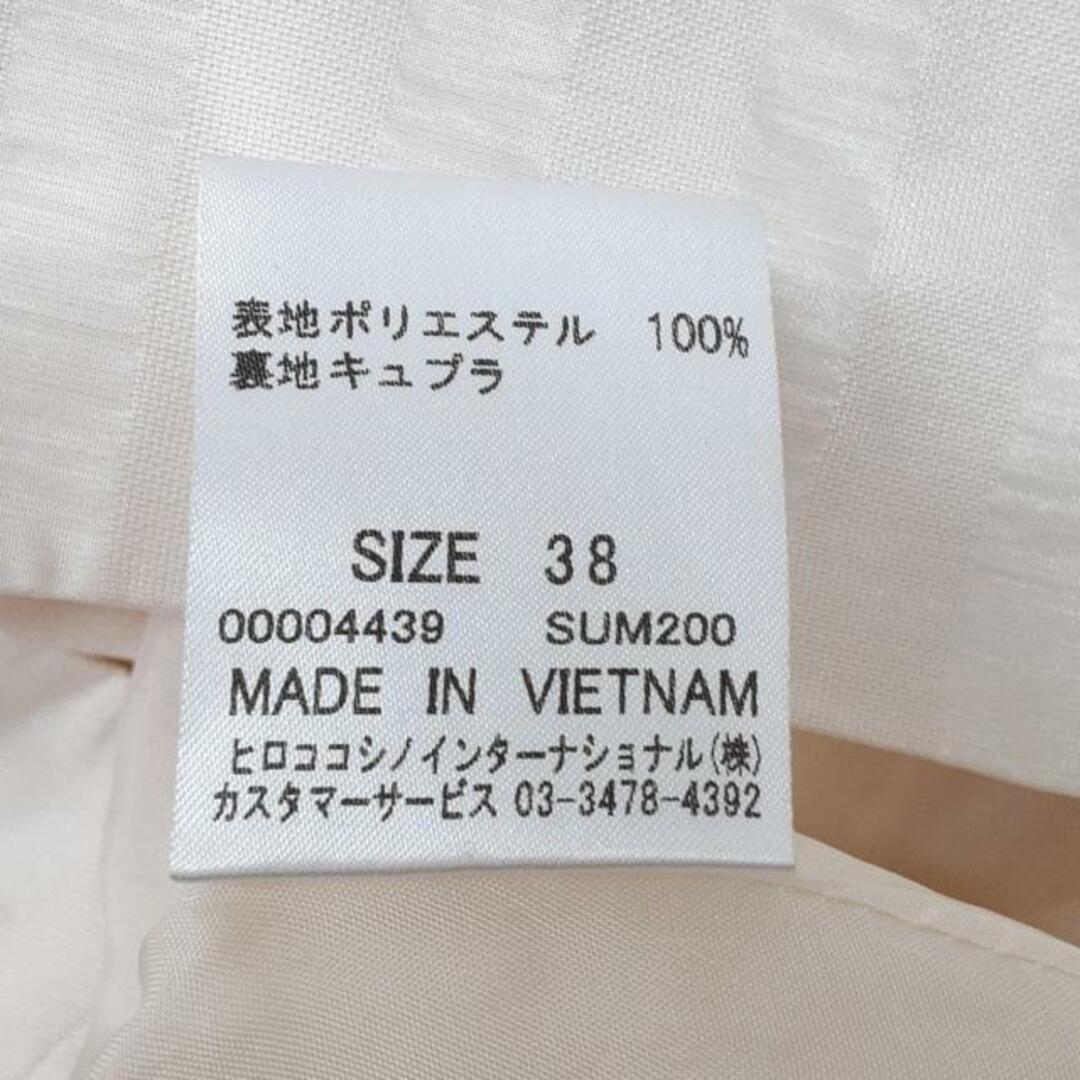 表地ポリエステル 100%
裏地キュプラ
SIZE 38
00004439 SUM200
MADE IN VIETNAM
ヒロココシノインターナショナル(株)
カスタマーサービス 03-3478-4392